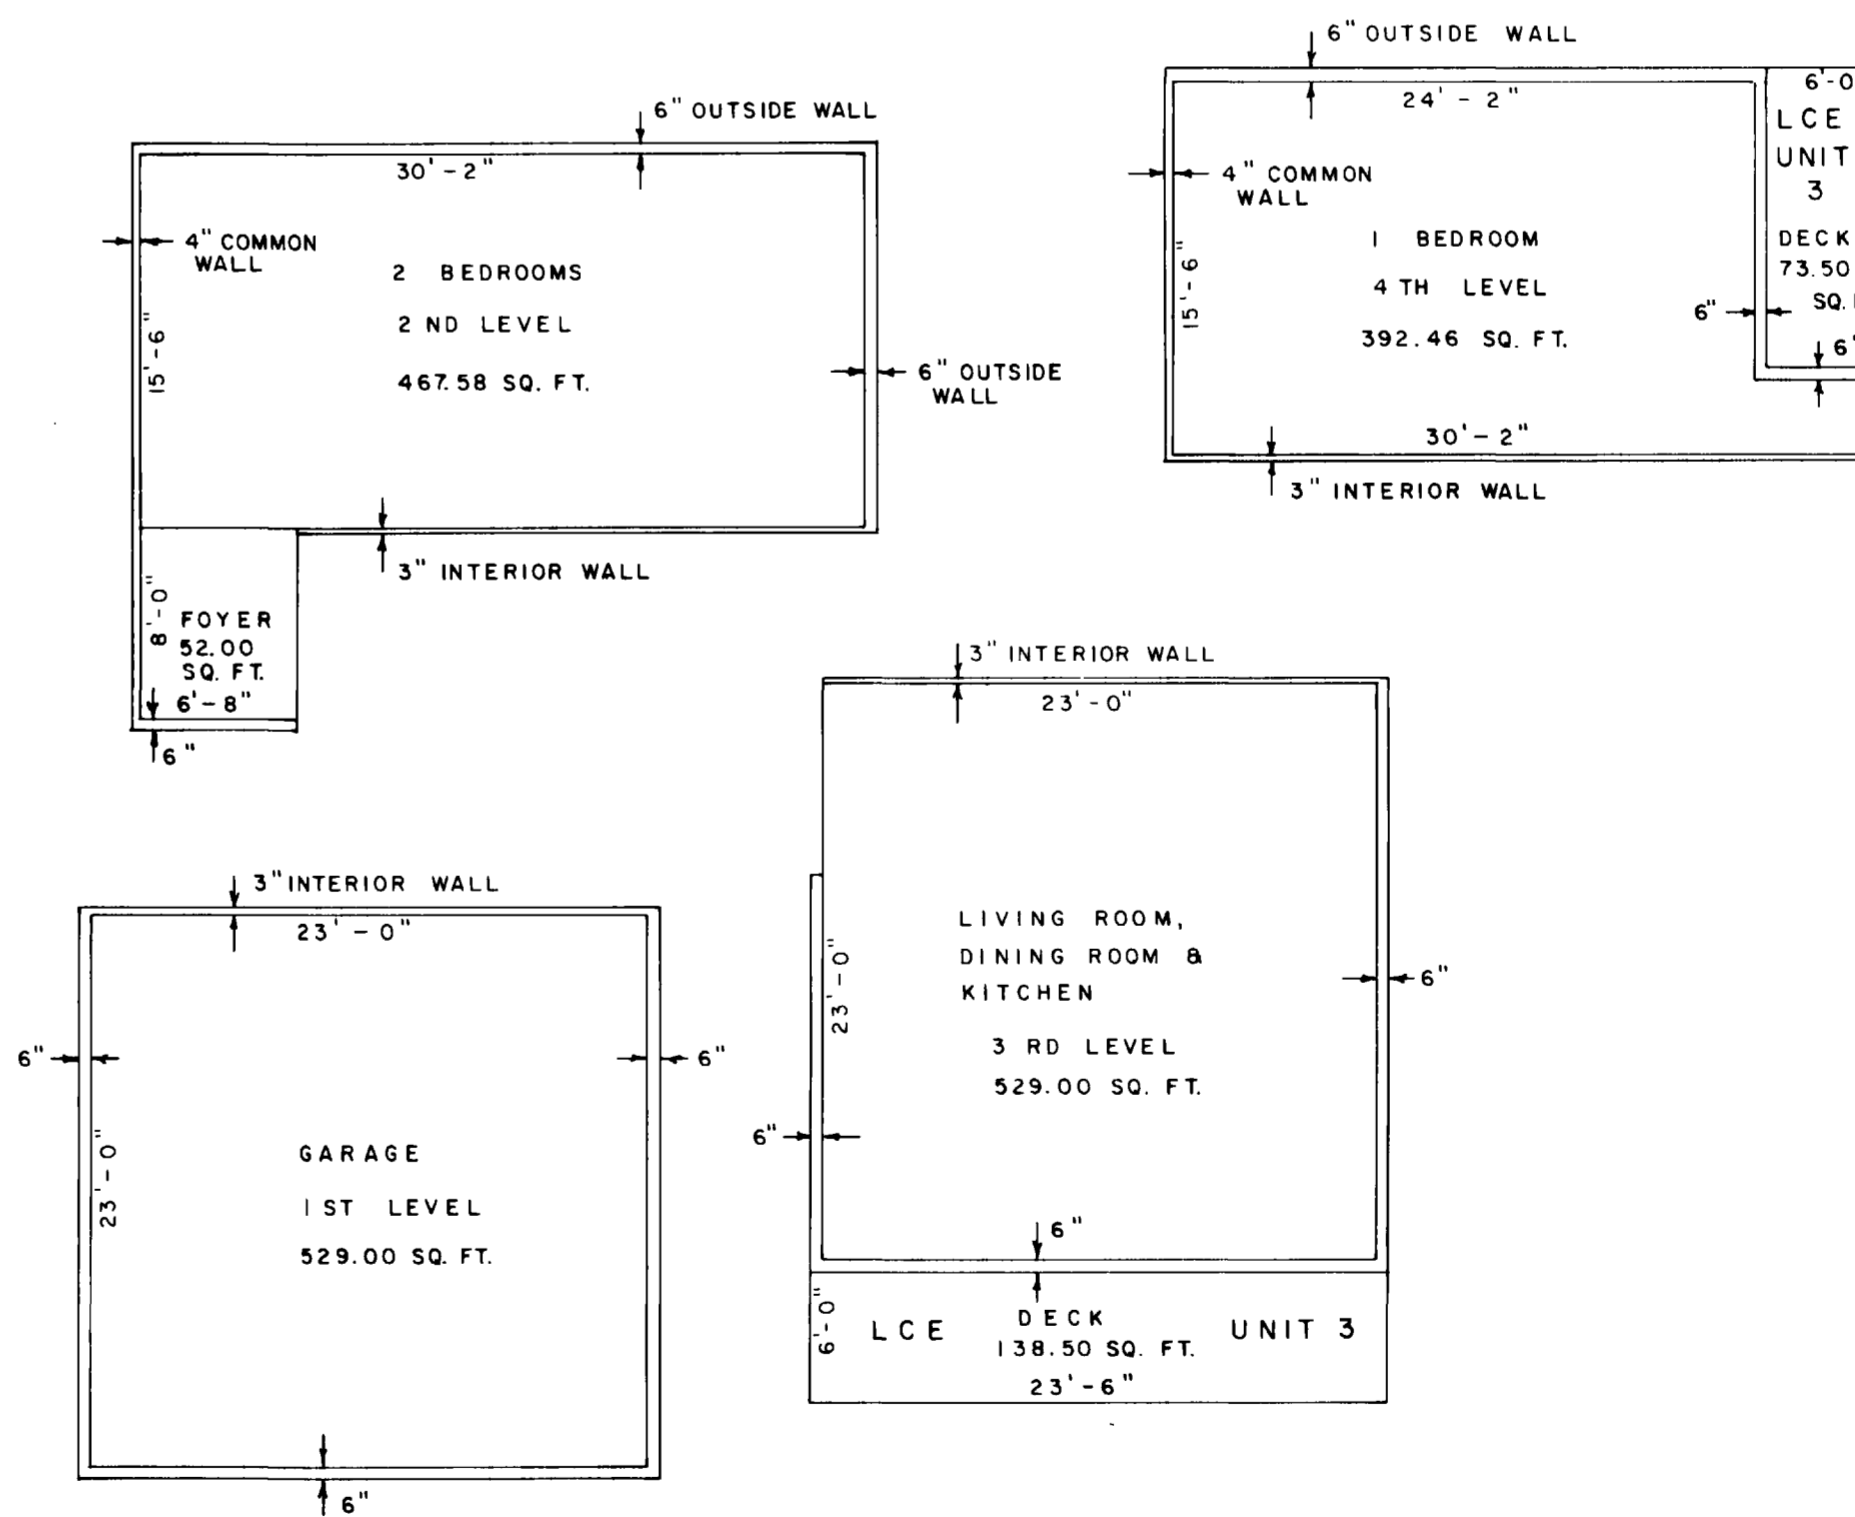 6" OUTSIDE WALL
30'-2"
4" COMMON
WALL
2 BEDROOMS
2 ND LEVEL
467.58 SQ. FT.
15'-6"
6" OUTSIDE
WALL
3" INTERIOR WALL
8'-0"
FOYER
52.00
SQ. FT.
6'-8"
6"
6" OUTSIDE WALL
24'-2"
4" COMMON
WALL
15'-6"
1 BEDROOM
4 TH LEVEL
392.46 SQ. FT.
30'-2"
3" INTERIOR WALL
6'-0
LCE
UNIT
3
DECK
73.50
SQ.
6"
6'
3" INTERIOR WALL
23'-0"
6"
6"
23'-0"
GARAGE
1ST LEVEL
529.00 SQ. FT.
6"
3" INTERIOR WALL
23'-0"
LIVING ROOM,
DINING ROOM &
KITCHEN
3 RD LEVEL
529.00 SQ. FT.
23'-0"
6"
6"
6"
6'-0"
LCE DECK UNIT 3
138.50 SQ. FT.
23'-6"